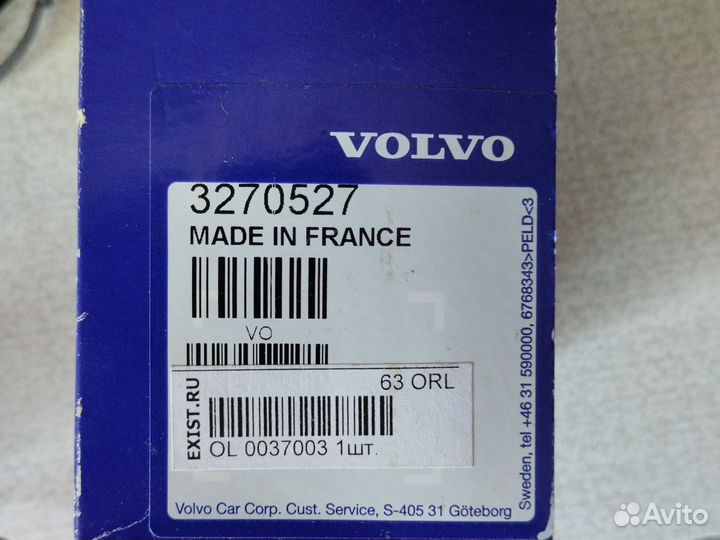 VOLVO
3270527
MADE IN FRANCE
VO
63 ORL
EXIST.RU
OL 0037003 1шт.
Volvo Car Corp. Cust. Service, S-405 31 Göteborg
Sweden, tel +46 31 590000, 6768343>PELD<3
Avito